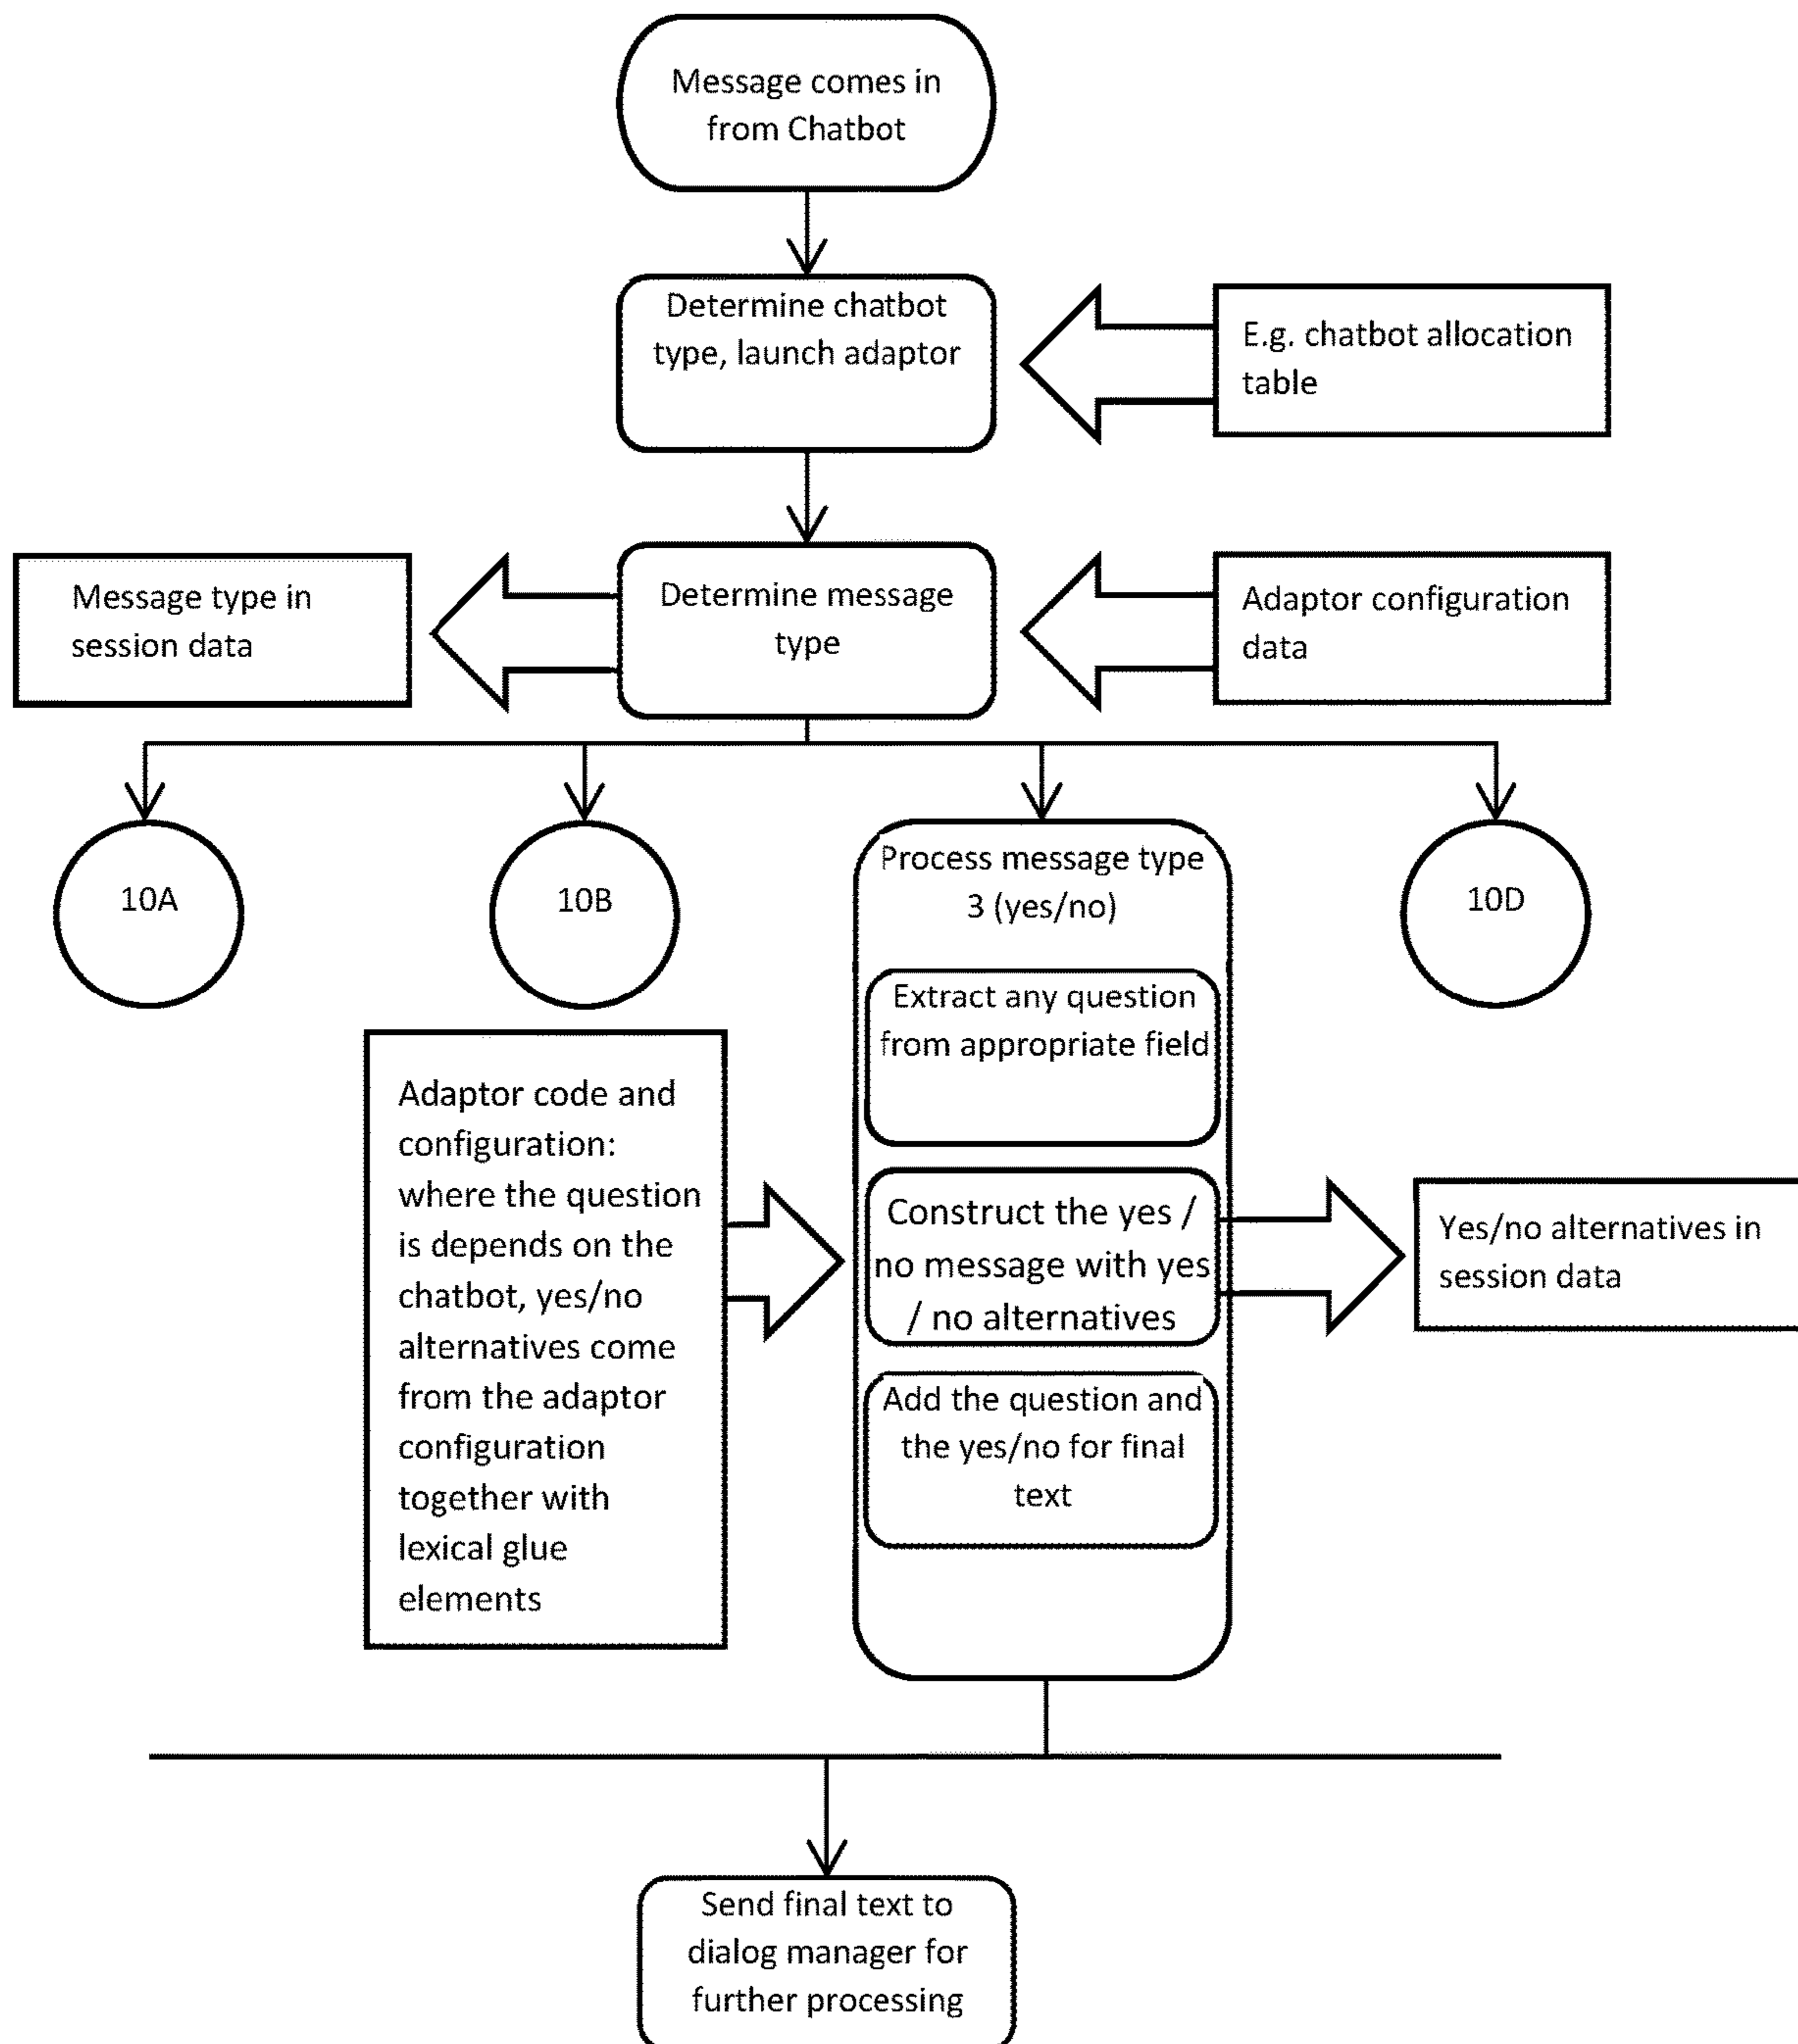 Message comes in
from Chatbot
Determine chatbot
type, launch adaptor
E.g. chatbot allocation
table
Message type in
session data
Determine message
type
Adaptor configuration
data
10A
10B
Process message type
3 (yes/no)
10D
Extract any question
from appropriate field
Adaptor code and
configuration:
where the question
is depends on the
chatbot, yes/no
alternatives come
from the adaptor
configuration
together with
lexical glue
elements
Construct the yes /
no message with yes
/ no alternatives
Yes/no alternatives in
session data
Add the question and
the yes/no for final
text
Send final text to
dialog manager for
further processing